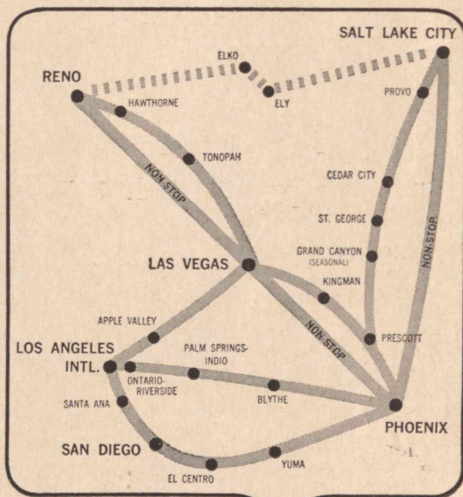 SALT LAKE CITY
ELKO
RENO
ELY
PROVO
HAWTHORNE
TONOPAH
NON-STOP
CEDAR CITY
ST. GEORGE
NON-STOP
GRAND CANYON
(SEASONAL)
LAS VEGAS
KINGMAN
APPLE VALLEY
NON-STOP
PRESCOTT
LOS ANGELES
INTL.
PALM SPRINGS-
INDIO
ONTARIO-
RIVERSIDE
BLYTHE
SANTA ANA
PHOENIX
SAN DIEGO
YUMA
EL CENTRO